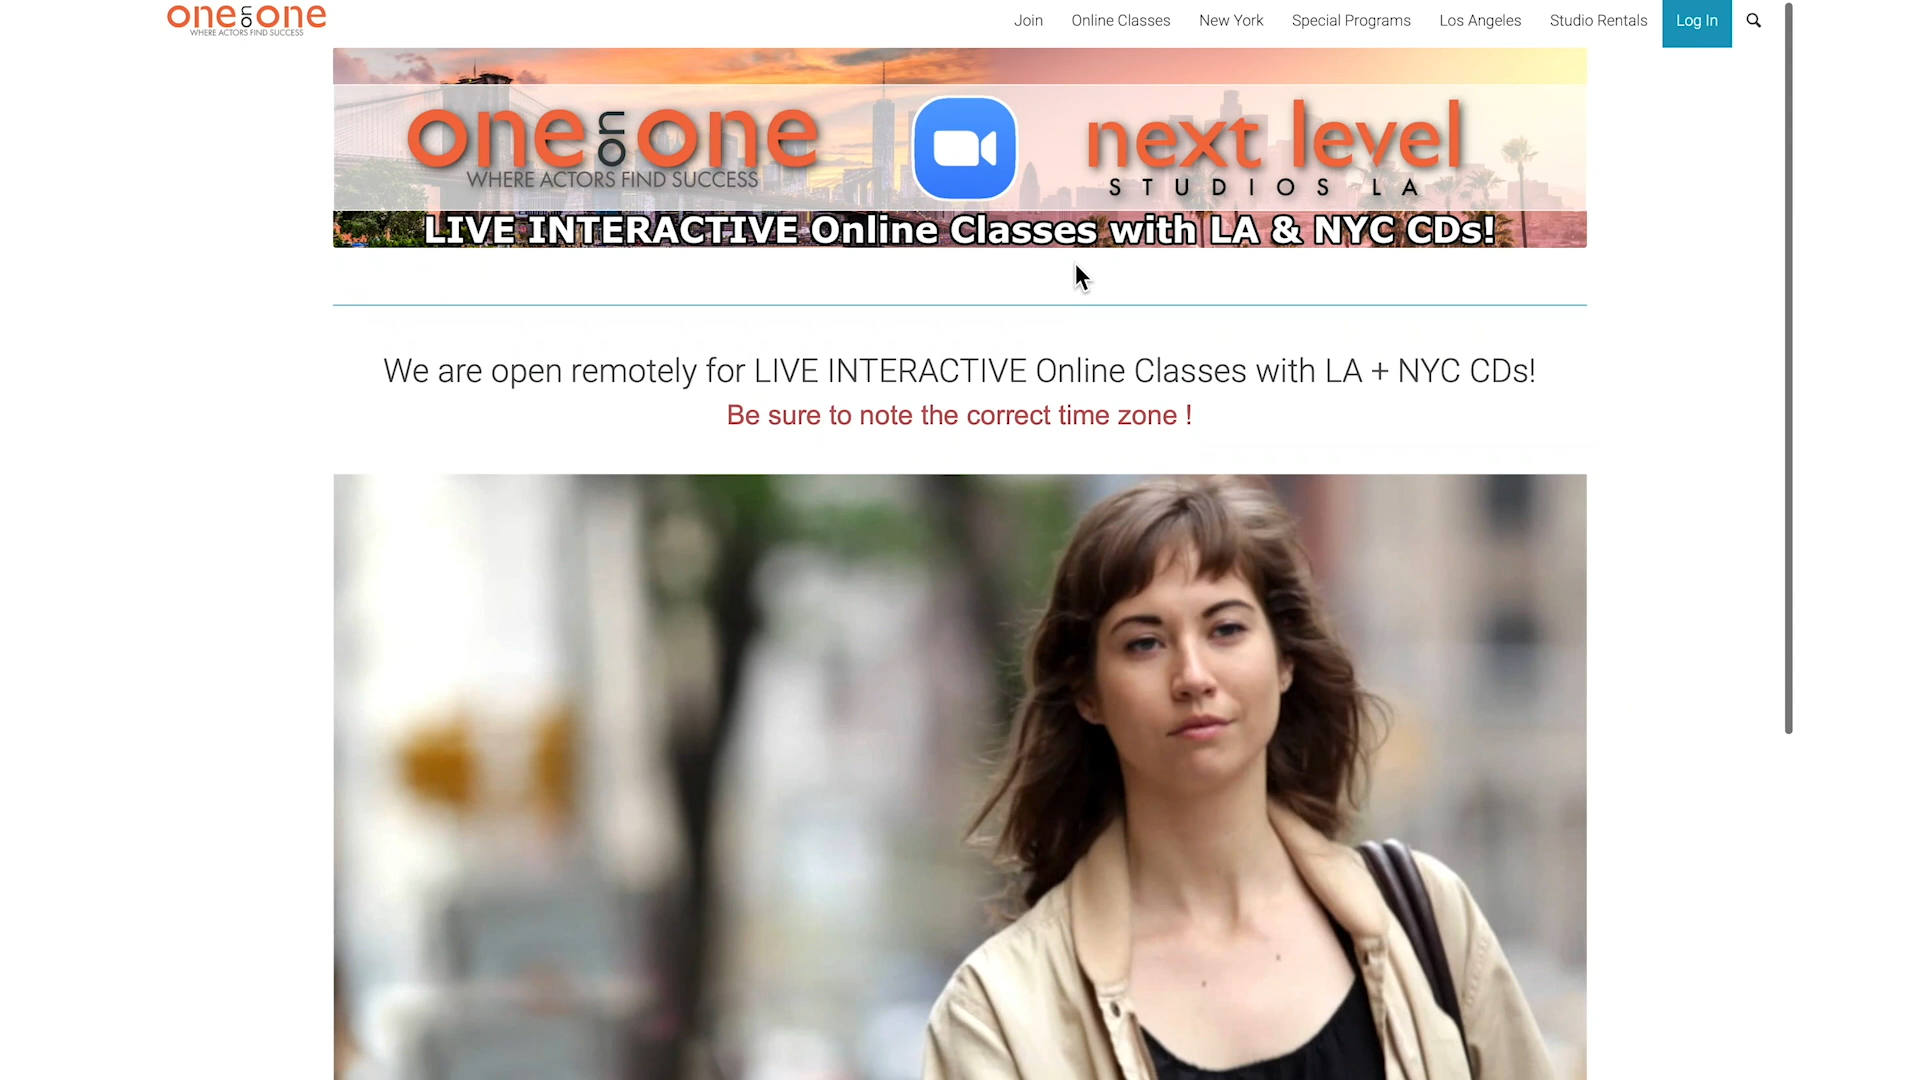 one on one
WHERE ACTORS FIND SUCCESS
Join
Online Classes
New York
Special Programs
Los Angeles
Studio Rentals
Log In
one on one
WHERE ACTORS FIND SUCCESS
next level
STUDIOS LA
LIVE INTERACTIVE Online Classes with LA & NYC CDs!
We are open remotely for LIVE INTERACTIVE Online Classes with LA + NYC CDs!
Be sure to note the correct time zone !